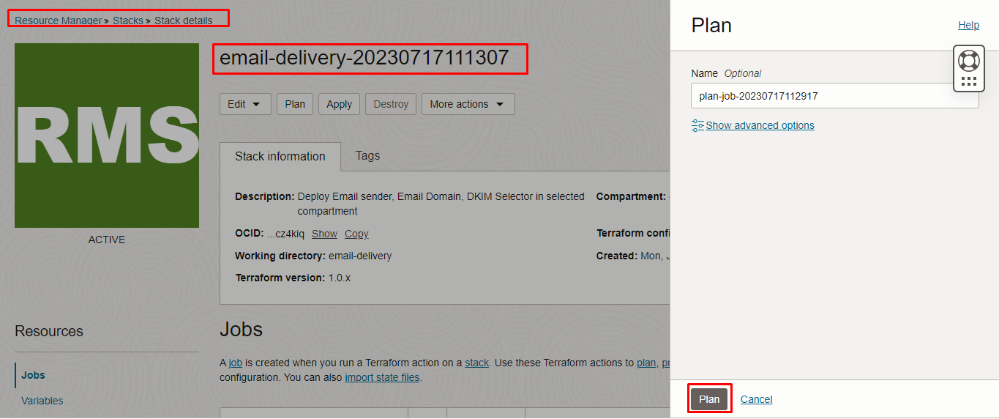 Resource Manager » Stacks » Stack details
RMS
ACTIVE
email-delivery-20230717111307
Edit Plan Apply Destroy More actions
Stack information Tags
Description: Deploy Email sender, Email Domain, DKIM Selector in selected
compartment
OCID: ...cz4kiq Show Copy
Working directory: email-delivery
Terraform version: 1.0.x
Compartment:
Terraform confi
Created: Mon, J
Resources
Jobs
Variables
Jobs
A job is created when you run a Terraform action on a stack. Use these Terraform actions to plan, pr
configuration. You can also import state files.
Plan
Help
Name Optional
plan-job-20230717112917
Show advanced options
Plan Cancel